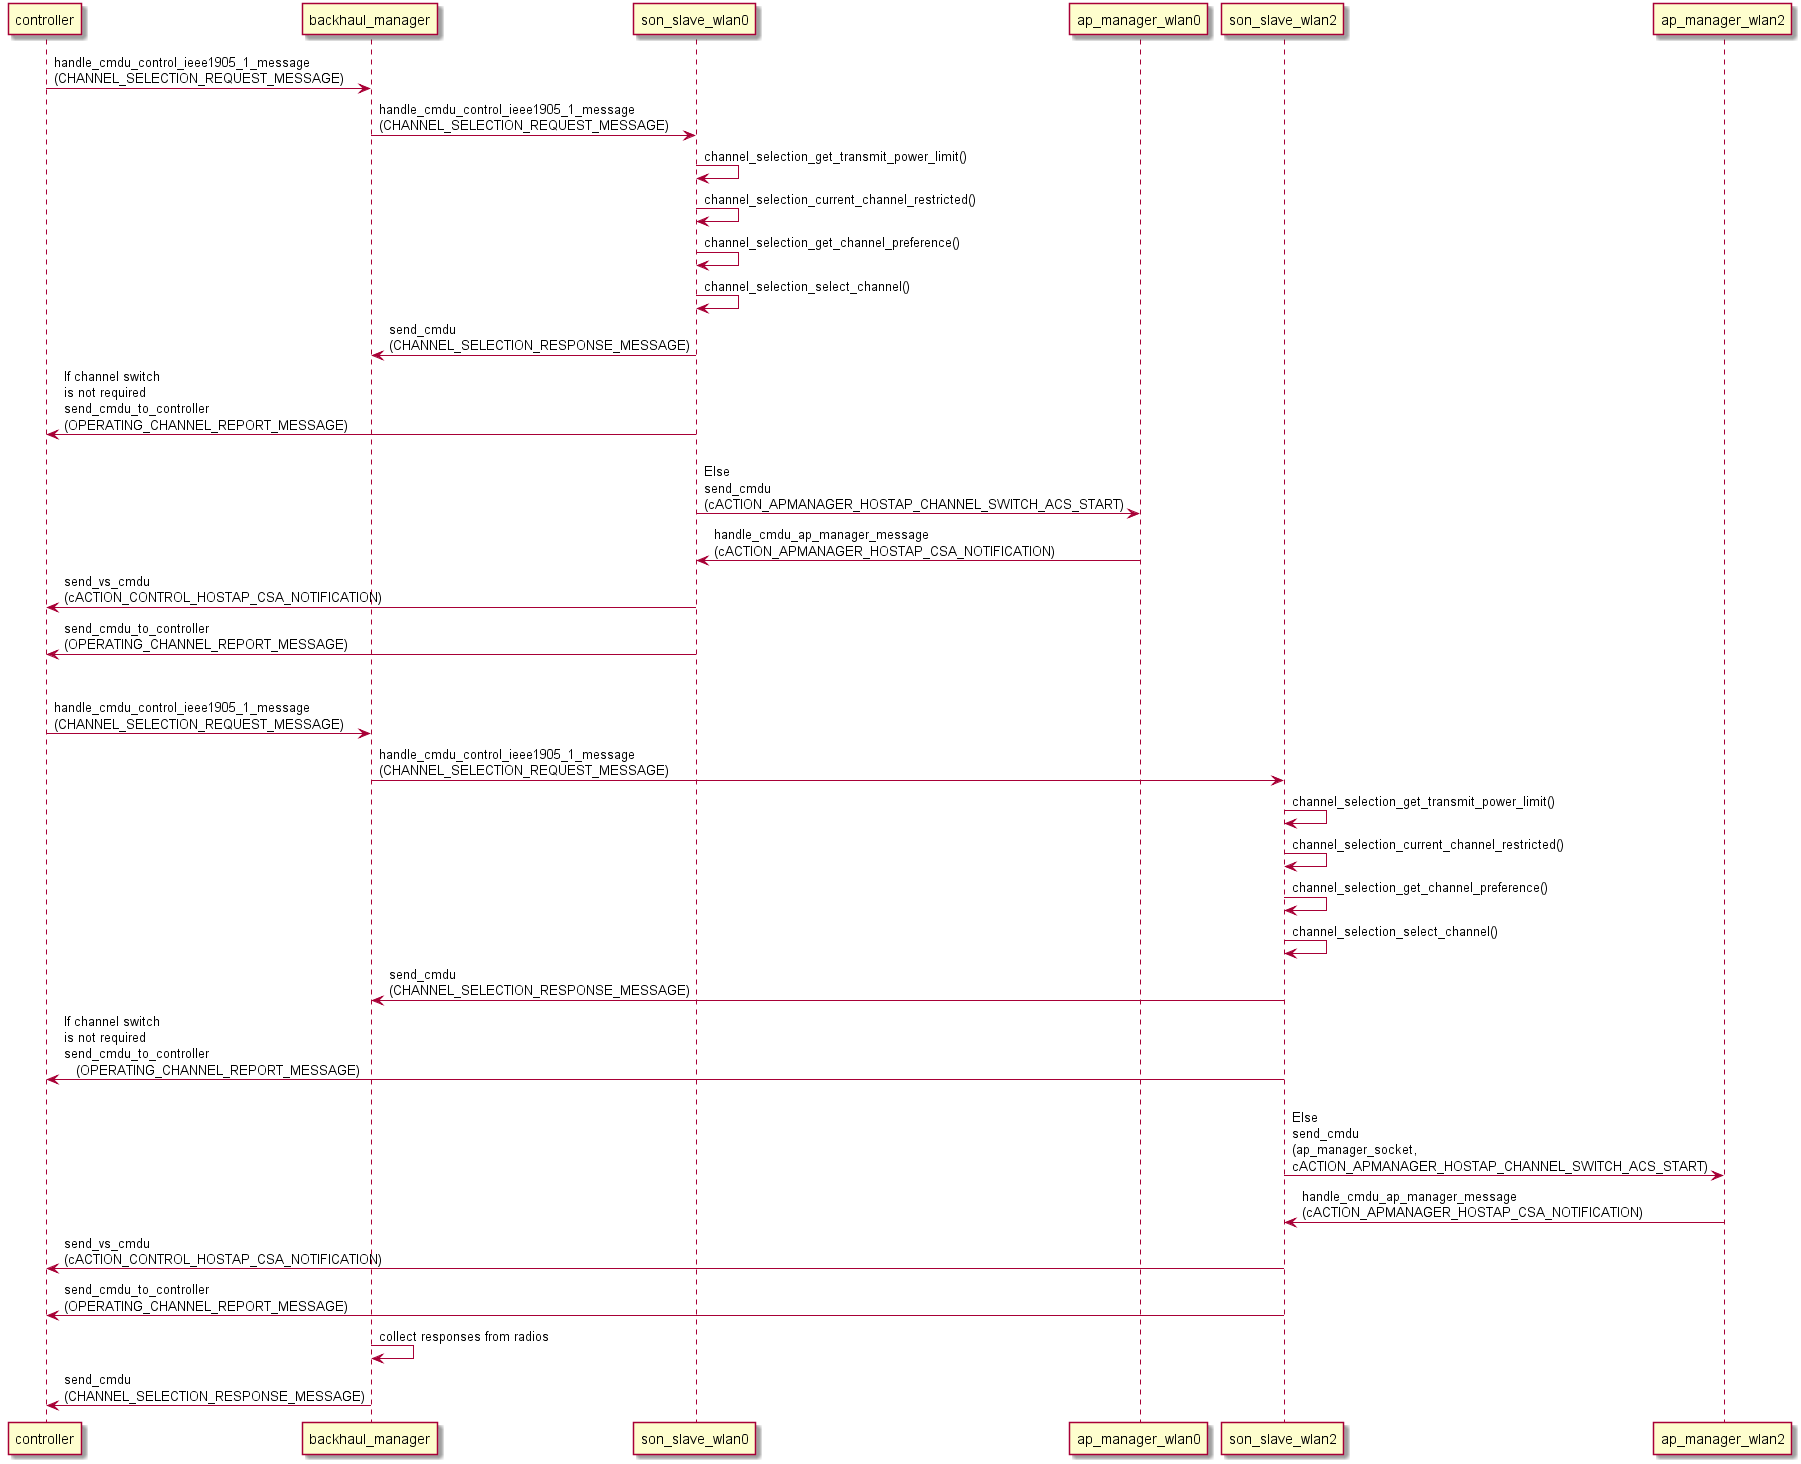 controller
backhaul_manager
son_slave_wlan0
ap_manager_wlan0
son_slave_wlan2
ap_manager_wlan2
handle_cmdu_control_ieee1905_1_message
(CHANNEL_SELECTION_REQUEST_MESSAGE)
handle_cmdu_control_ieee1905_1_message
(CHANNEL_SELECTION_REQUEST_MESSAGE)
channel_selection_get_transmit_power_limit()
channel_selection_current_channel_restricted()
channel_selection_get_channel_preference()
channel_selection_select_channel()
send_cmdu
(CHANNEL_SELECTION_RESPONSE_MESSAGE)
If channel switch
is not required
send_cmdu_to_controller
(OPERATING_CHANNEL_REPORT_MESSAGE)
Else
send_cmdu
(cACTION_APMANAGER_HOSTAP_CHANNEL_SWITCH_ACS_START)
handle_cmdu_ap_manager_message
(cACTION_APMANAGER_HOSTAP_CSA_NOTIFICATION)
send_vs_cmdu
(cACTION_CONTROL_HOSTAP_CSA_NOTIFICATION)
send_cmdu_to_controller
(OPERATING_CHANNEL_REPORT_MESSAGE)
handle_cmdu_control_ieee1905_1_message
(CHANNEL_SELECTION_REQUEST_MESSAGE)
handle_cmdu_control_ieee1905_1_message
(CHANNEL_SELECTION_REQUEST_MESSAGE)
channel_selection_get_transmit_power_limit()
channel_selection_current_channel_restricted()
channel_selection_get_channel_preference()
channel_selection_select_channel()
send_cmdu
(CHANNEL_SELECTION_RESPONSE_MESSAGE)
If channel switch
is not required
send_cmdu_to_controller
(OPERATING_CHANNEL_REPORT_MESSAGE)
Else
send_cmdu
(ap_manager_socket,
cACTION_APMANAGER_HOSTAP_CHANNEL_SWITCH_ACS_START)
handle_cmdu_ap_manager_message
(cACTION_APMANAGER_HOSTAP_CSA_NOTIFICATION)
send_vs_cmdu
(cACTION_CONTROL_HOSTAP_CSA_NOTIFICATION)
send_cmdu_to_controller
(OPERATING_CHANNEL_REPORT_MESSAGE)
collect responses from radios
send_cmdu
(CHANNEL_SELECTION_RESPONSE_MESSAGE)
controller
backhaul_manager
son_slave_wlan0
ap_manager_wlan0
son_slave_wlan2
ap_manager_wlan2